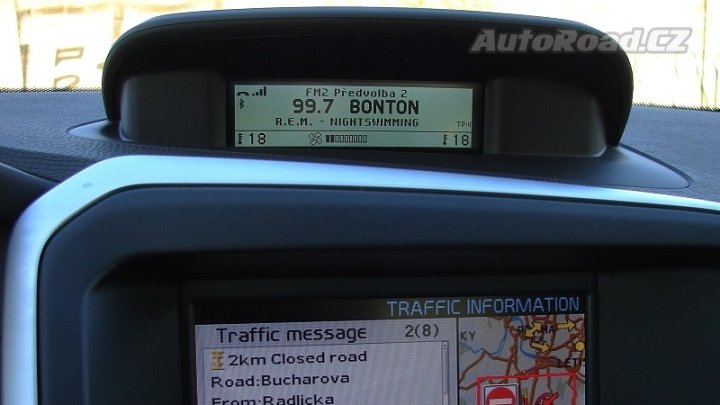 AutoRoad.CZ
FM2 Předvolba 2
99.7 BONTON
R.E.M. - NIGHTSWIMMING
TP
18 18
TRAFFIC INFORMATION
Traffic message 2(8)
2km Closed road
Road:Bucharova
From:Radlicka
KY